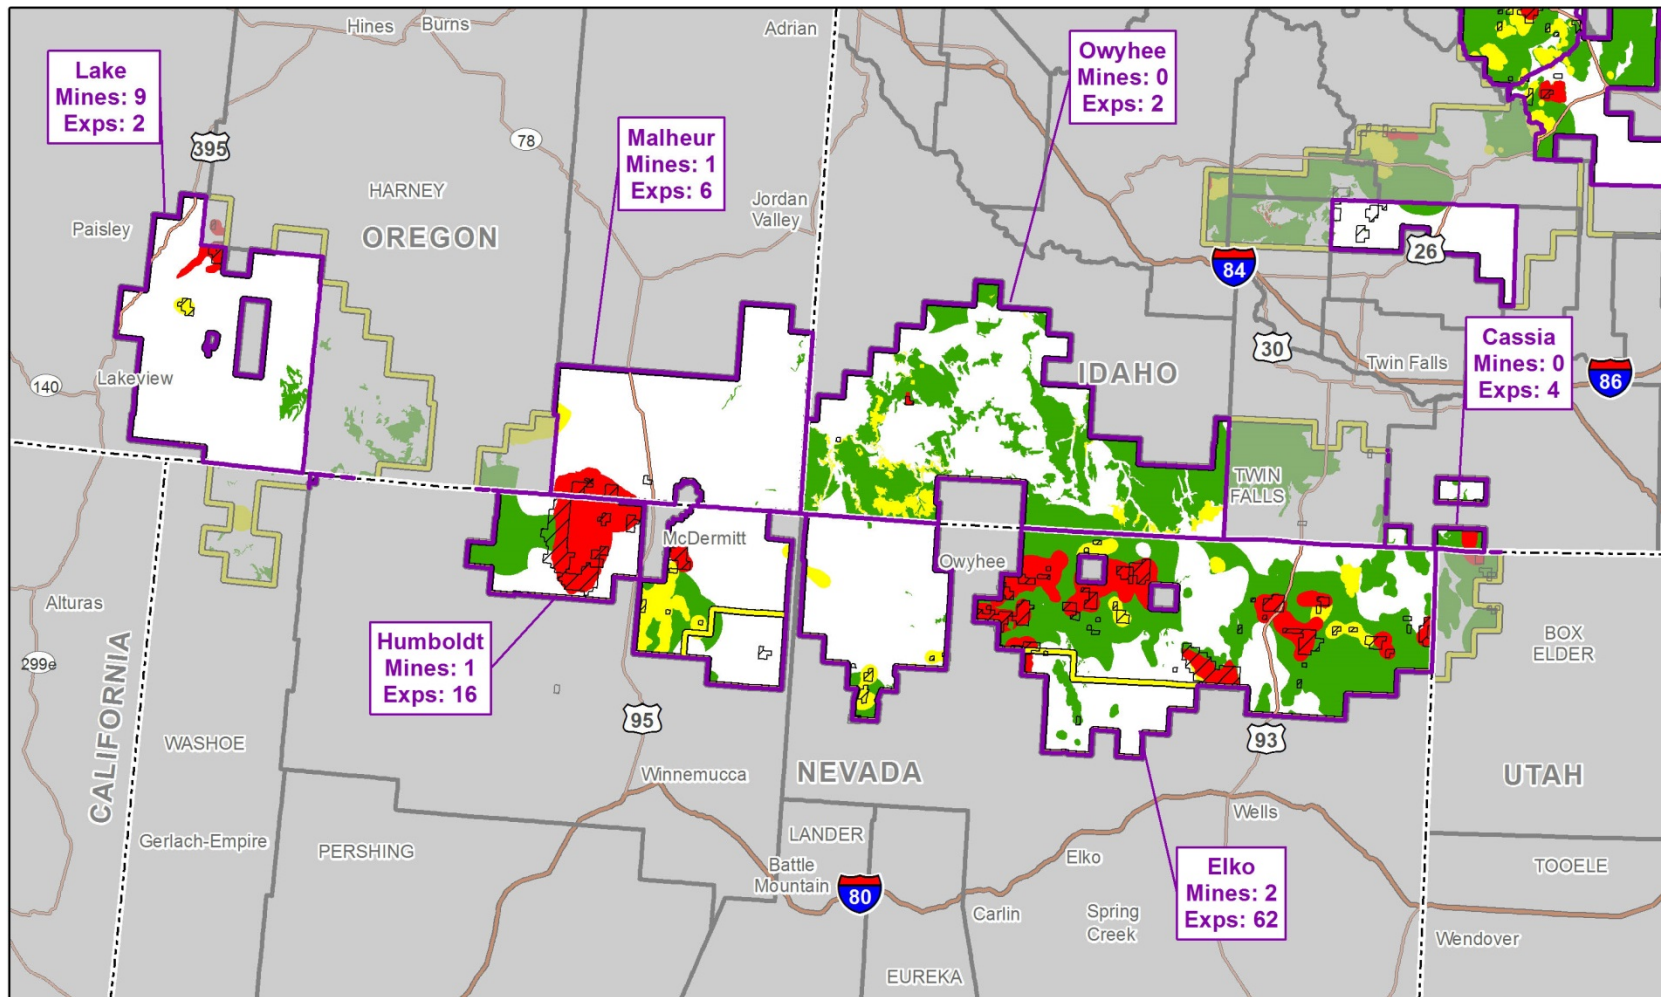 Hines
Burns
Adrian
Lake
Mines: 9
Exps: 2
Owyhee
Mines: 0
Exps: 2
Malheur
Mines: 1
Exps: 6
395
78
HARNEY
Jordan
Valley
Paisley
OREGON
26
84
Cassia
Mines: 0
Exps: 4
30
Twin Falls
IDAHO
86
140
Lakeview
TWIN
FALLS
McDermitt
Owyhee
Alturas
Humboldt
Mines: 1
Exps: 16
BOX
ELDER
299e
CALIFORNIA
95
93
WASHOE
Winnemucca
NEVADA
UTAH
Wells
Gerlach-Empire
PERSHING
LANDER
Battle
Mountain
80
Elko
Elko
Mines: 2
Exps: 62
TOOELE
Carlin
Spring
Creek
Wendover
EUREKA